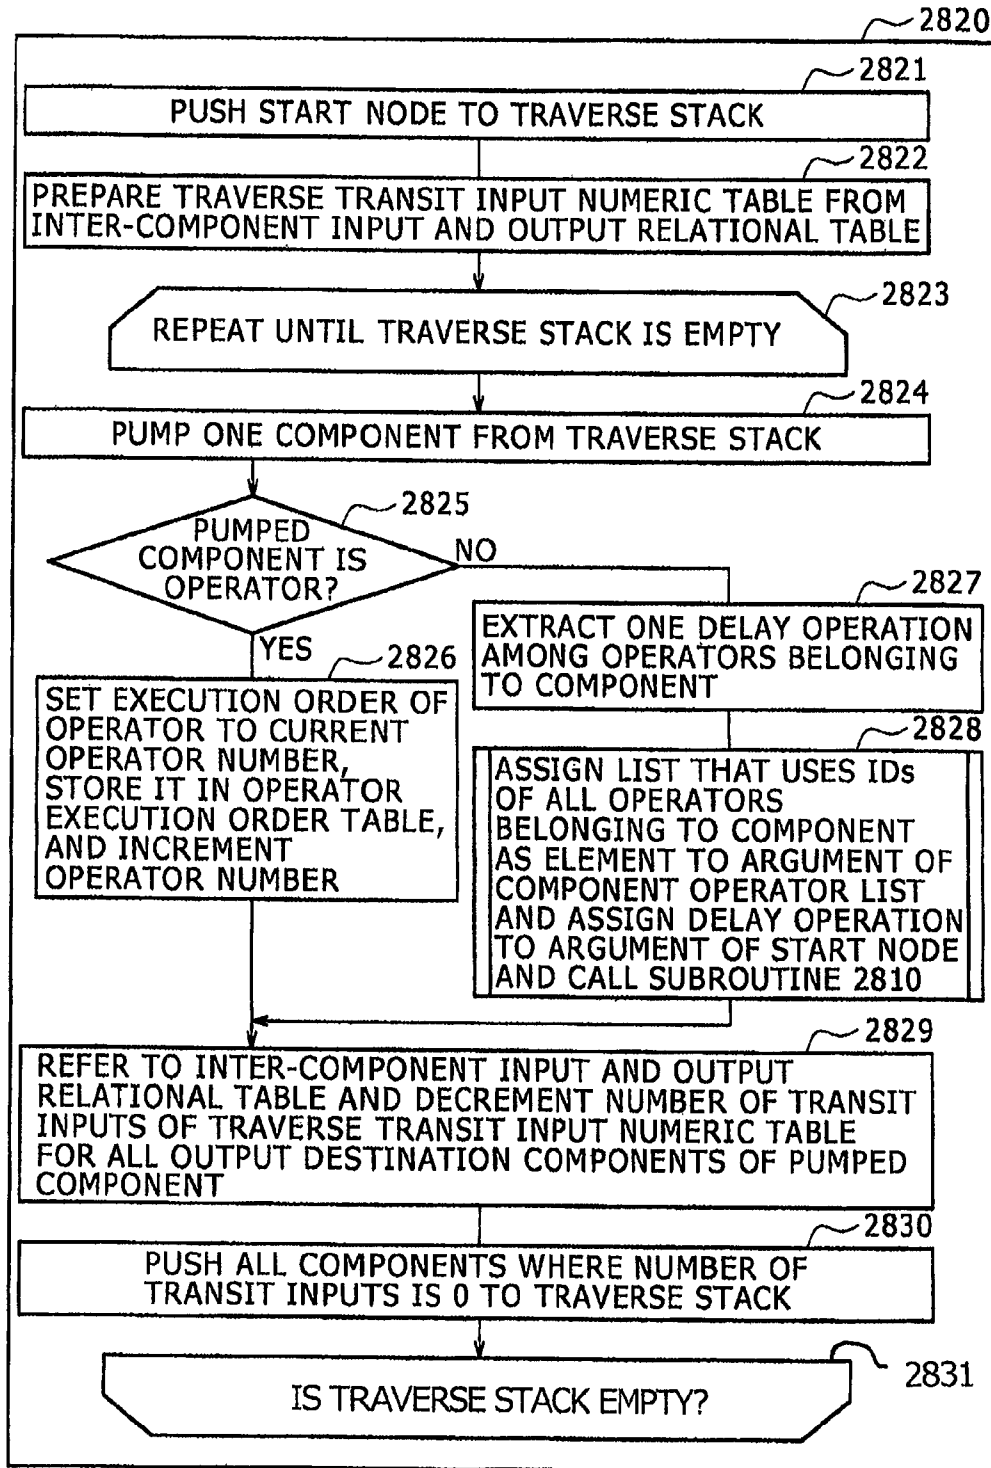 2820
2821
PUSH START NODE TO TRAVERSE STACK
2822
PREPARE TRAVERSE TRANSIT INPUT NUMERIC TABLE FROM
INTER-COMPONENT INPUT AND OUTPUT RELATIONAL TABLE
2823
REPEAT UNTIL TRAVERSE STACK IS EMPTY
2824
PUMP ONE COMPONENT FROM TRAVERSE STACK
2825
PUMPED
COMPONENT IS
OPERATOR?
NO
YES
2826
SET EXECUTION ORDER OF
OPERATOR TO CURRENT
OPERATOR NUMBER,
STORE IT IN OPERATOR
EXECUTION ORDER TABLE,
AND INCREMENT
OPERATOR NUMBER
2827
EXTRACT ONE DELAY OPERATION
AMONG OPERATORS BELONGING
TO COMPONENT
2828
ASSIGN LIST THAT USES IDs
OF ALL OPERATORS
BELONGING TO COMPONENT
AS ELEMENT TO ARGUMENT OF
COMPONENT OPERATOR LIST
AND ASSIGN DELAY OPERATION
TO ARGUMENT OF START NODE
AND CALL SUBROUTINE 2810
2829
REFER TO INTER-COMPONENT INPUT AND OUTPUT
RELATIONAL TABLE AND DECREMENT NUMBER OF TRANSIT
INPUTS OF TRAVERSE TRANSIT INPUT NUMERIC TABLE
FOR ALL OUTPUT DESTINATION COMPONENTS OF PUMPED
COMPONENT
2830
PUSH ALL COMPONENTS WHERE NUMBER OF
TRANSIT INPUTS IS 0 TO TRAVERSE STACK
2831
IS TRAVERSE STACK EMPTY?